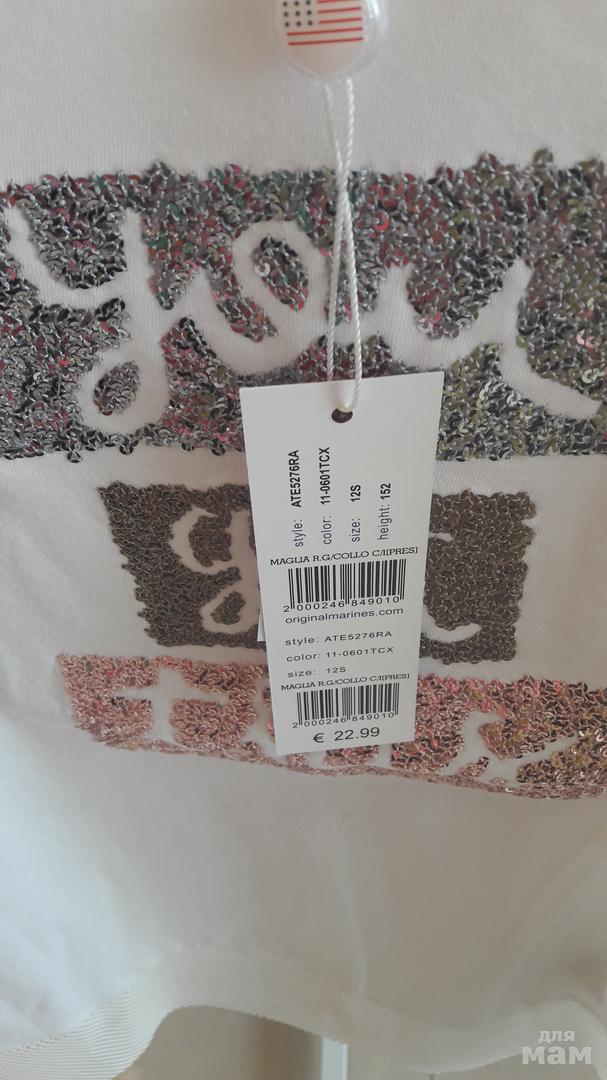 You
style: ATE5276RA
color: 11-0601TCX
size: 12S
height: 152
MAGLIA R.G/COLLO C/I[PRES]
2 000246 849010
originalmarines.com
style: ATE5276RA
color: 11-0601TCX
size: 12S
MAGLIA R.G/COLLO C/I[PRES]
2 000246 849010
€ 22.99
для
мам